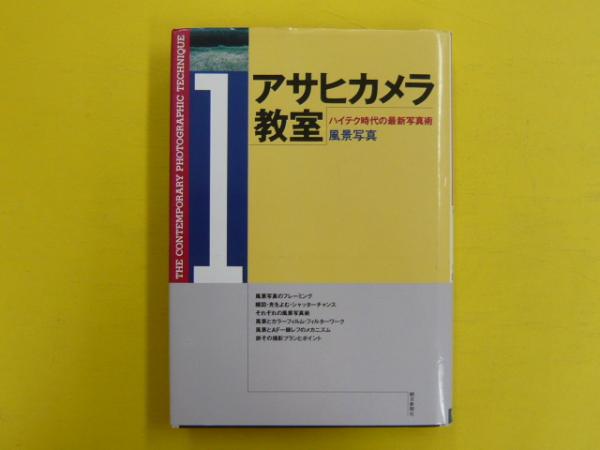 THE CONTEMPORARY PHOTOGRAPHIC TECHNIQUE
1
アサヒカメラ
教室
ハイテク時代の最新写真術
風景写真
風景写真のフレーミング
構図・光をよむ・シャッターチャンス
それぞれの風景写真術
風景とカラーフィルム・フィルターワーク
風景とAF一眼レフのメカニズム
旅その撮影プランとポイント
朝日新聞社